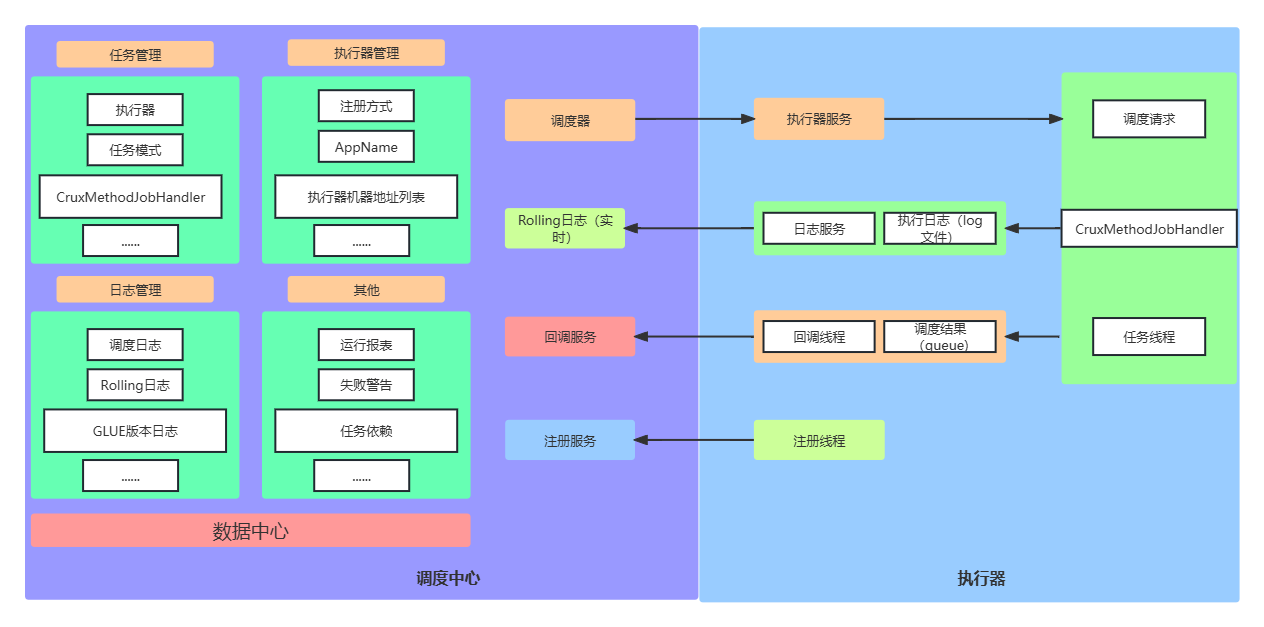 任务管理
执行器
任务模式
CruxMethodJobHandler
......
执行器管理
注册方式
AppName
执行器机器地址列表
......
日志管理
调度日志
Rolling日志
GLUE版本日志
......
其他
运行报表
失败警告
任务依赖
......
数据中心
调度器
Rolling日志（实
时）
回调服务
注册服务
调度中心
执行器服务
调度请求
日志服务
执行日志（log
文件）
CruxMethodJobHandler
回调线程
调度结果
（queue)
任务线程
注册线程
执行器